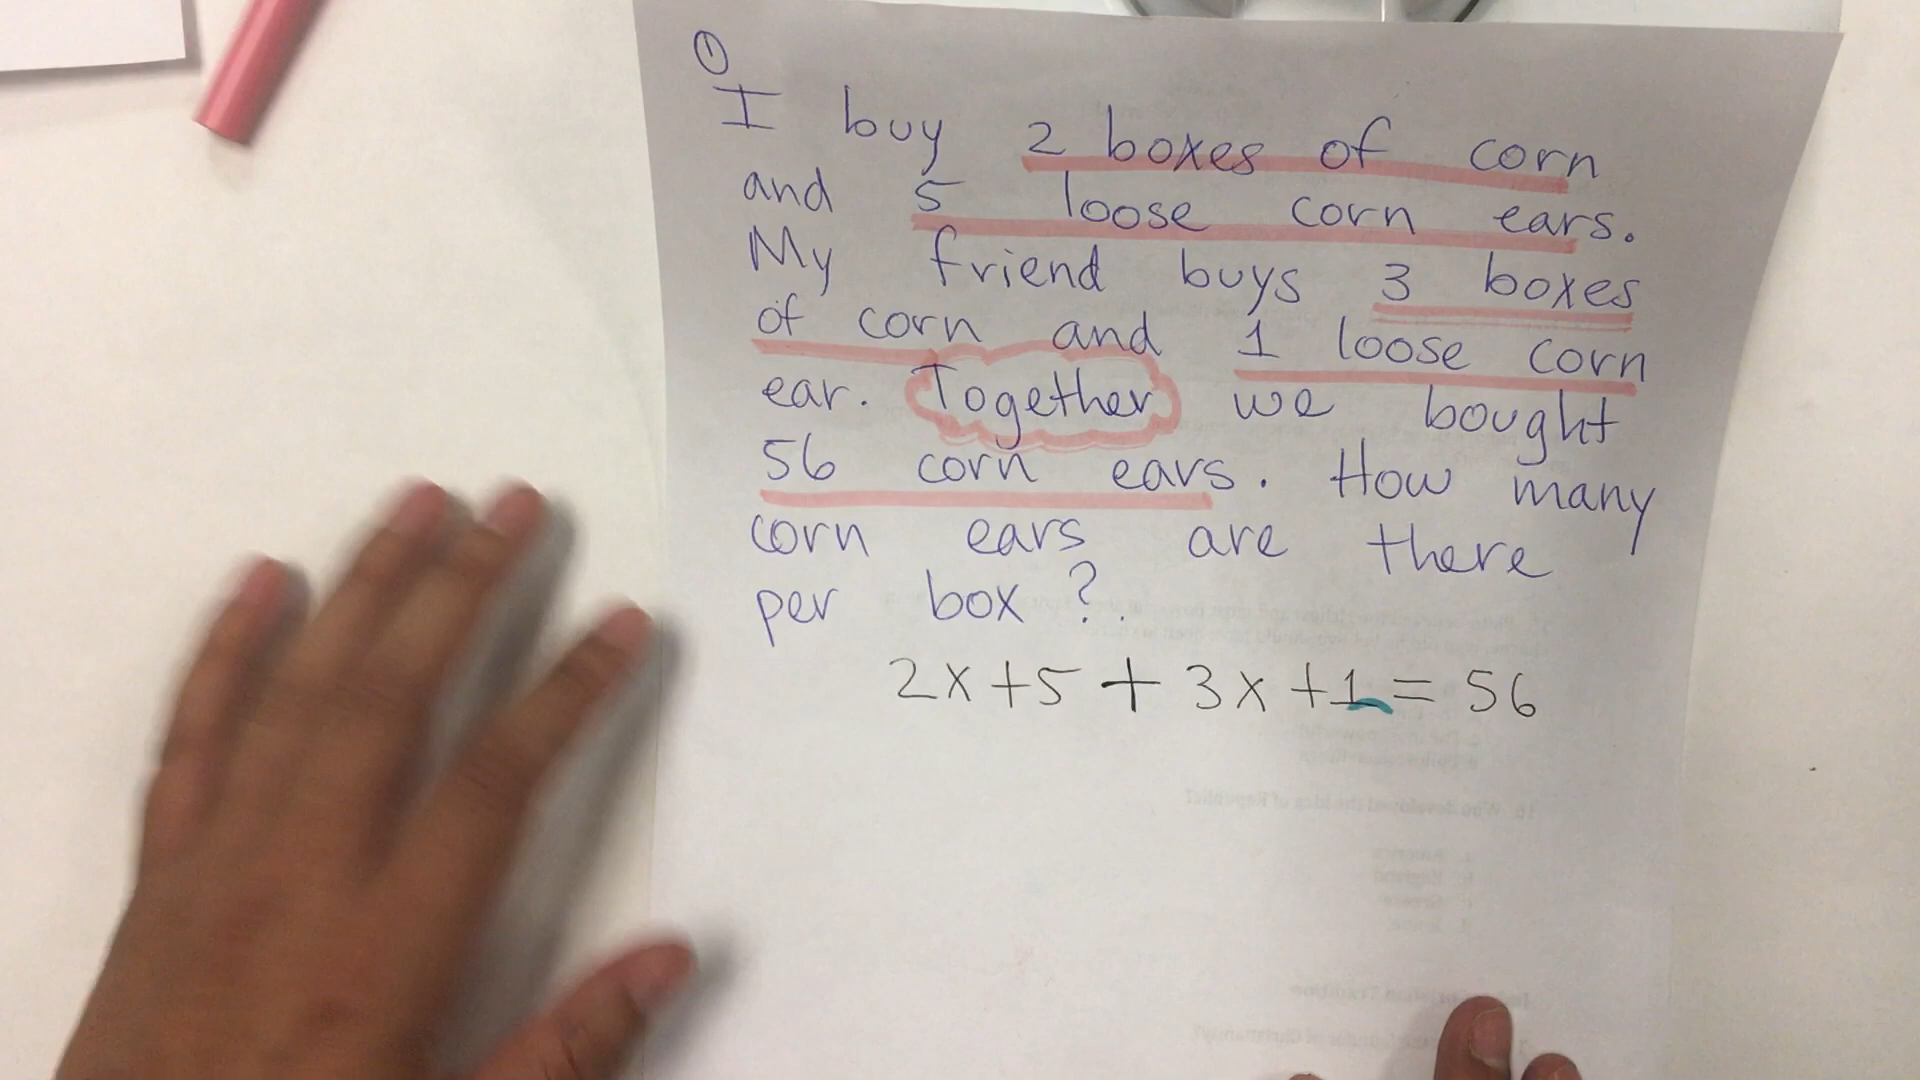 ①
I buy 2 boxes of corn
and 5 loose corn ears.
My friend buys 3 boxes
of corn and 1 loose corn
ear. Together we bought
56 corn ears. How many
corn ears are there
per box?
2x+5 + 3x+1 = 56